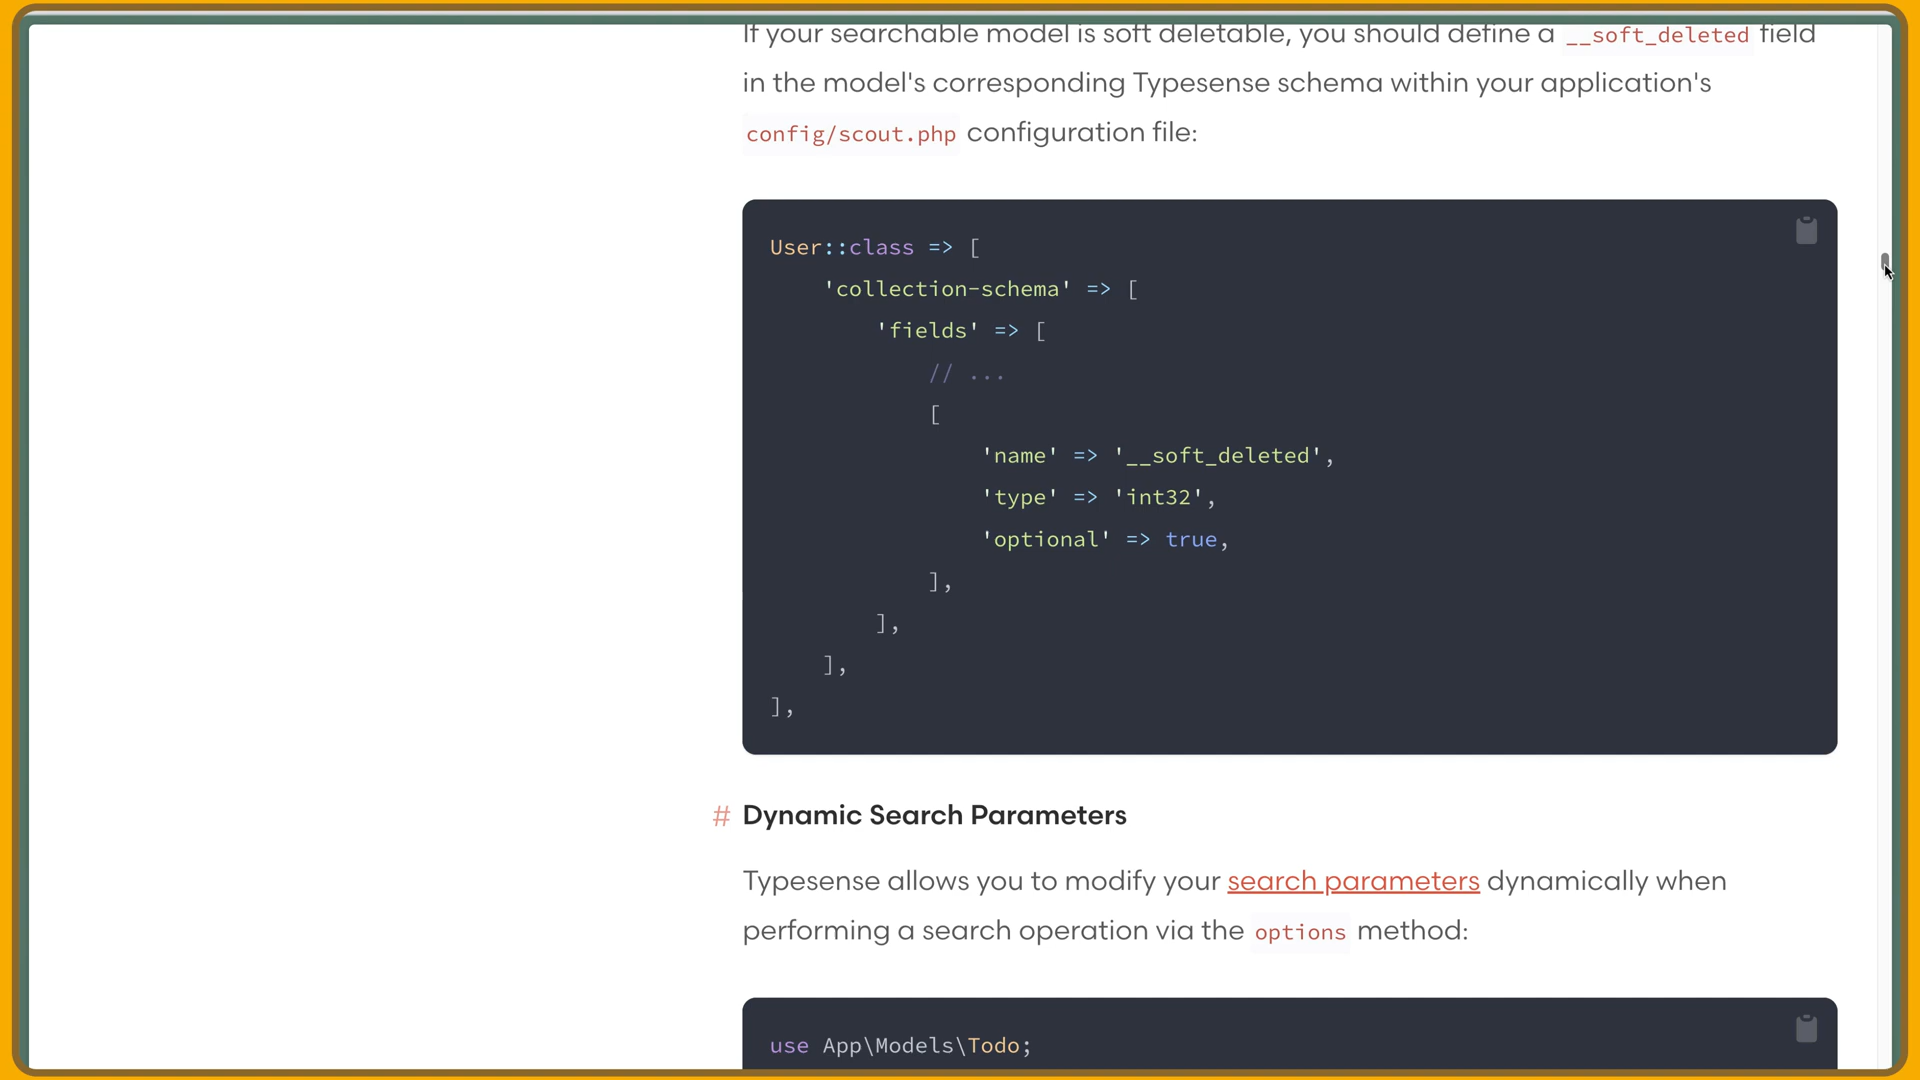 If your searchable model is soft deletable, you should define a __soft_deleted field
in the model's corresponding Typesense schema within your application's
config/scout.php configuration file:
User::class => [
    'collection-schema' => [
        'fields' => [
            // ...
            [
                'name' => '__soft_deleted',
                'type' => 'int32',
                'optional' => true,
            ],
        ],
    ],
],
# Dynamic Search Parameters
Typesense allows you to modify your search parameters dynamically when
performing a search operation via the options method:
use App\Models\Todo;